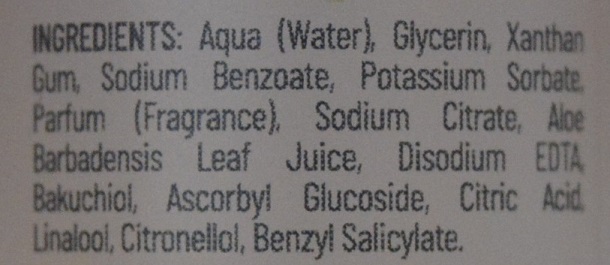 INGREDIENTS: Aqua (Water), Glycerin, Xanthan
Gum, Sodium Benzoate, Potassium Sorbate,
Parfum (Fragrance), Sodium Citrate, Aloe
Barbadensis Leaf Juice, Disodium EDTA,
Bakuchiol, Ascorbyl Glucoside, Citric Acid,
Linalool, Citronellol, Benzyl Salicylate.